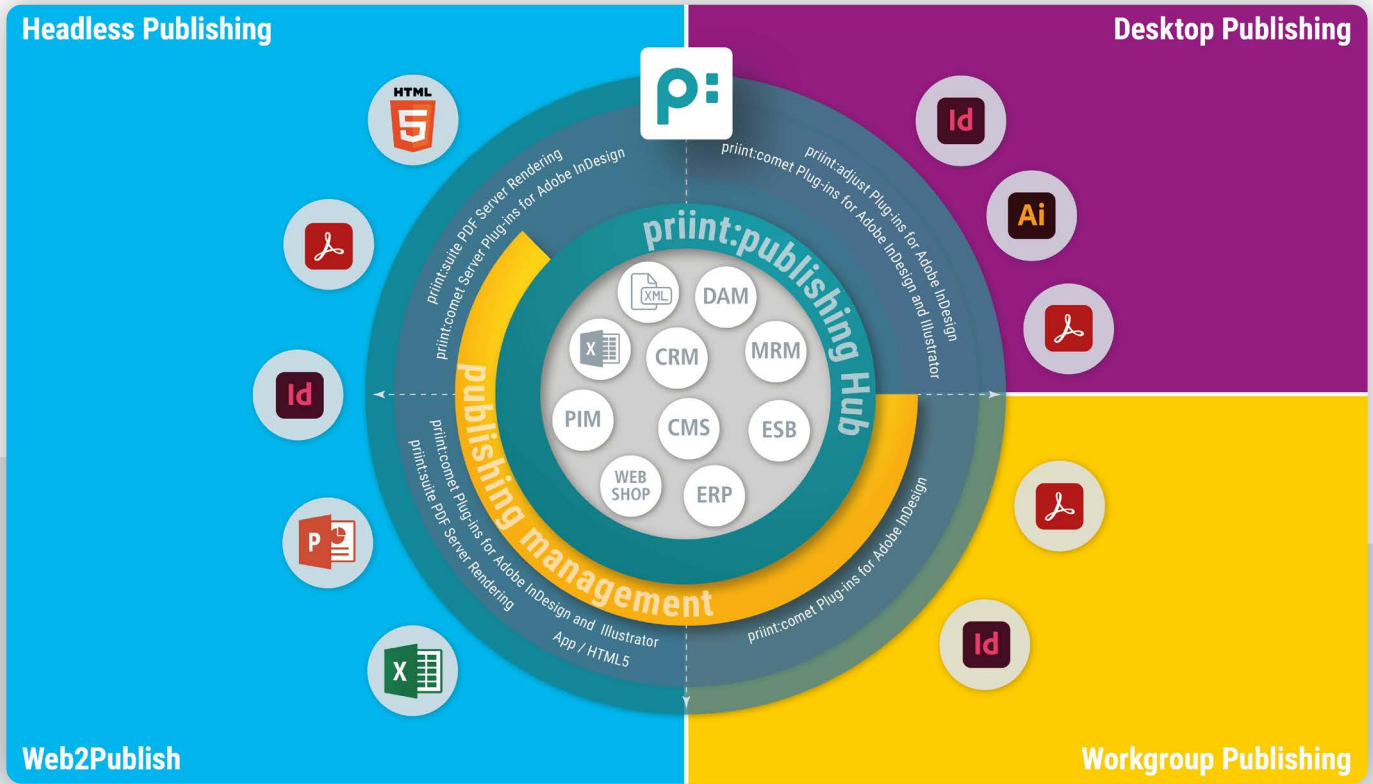 Headless Publishing
Desktop Publishing
p:
HTML
5
Id
Ai
Id
P
X
Id
priint:suite PDF Server Rendering
priint:comet Server Plug-ins for Adobe InDesign
priint:adjust Plug-ins for Adobe InDesign
priint:comet Plug-ins for Adobe InDesign and Illustrator
priint:publishing Hub
XML
DAM
X
CRM
MRM
PIM
CMS
ESB
WEB
SHOP
ERP
publishing management
priint:comet Plug-ins for Adobe InDesign and Illustrator
priint:suite PDF Server Rendering
App / HTML5
priint:comet Plug-ins for Adobe InDesign
Web2Publish
Workgroup Publishing